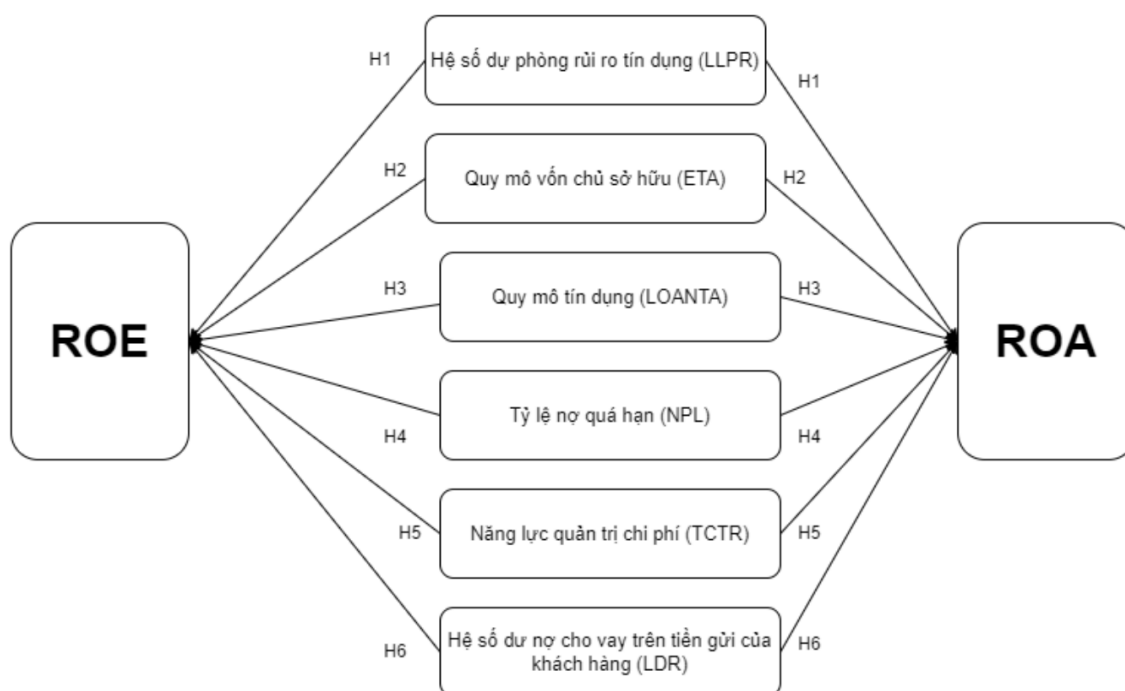 H1
Hệ số dự phòng rủi ro tín dụng (LLPR)
H1
H2
Quy mô vốn chủ sở hữu (ETA)
H2
H3
Quy mô tín dụng (LOANTA)
H3
ROE
ROA
Tỷ lệ nợ quá hạn (NPL)
H4
H4
H5
Năng lực quản trị chi phí (TCTR)
H5
H6
Hệ số dư nợ cho vay trên tiền gửi của
khách hàng (LDR)
H6